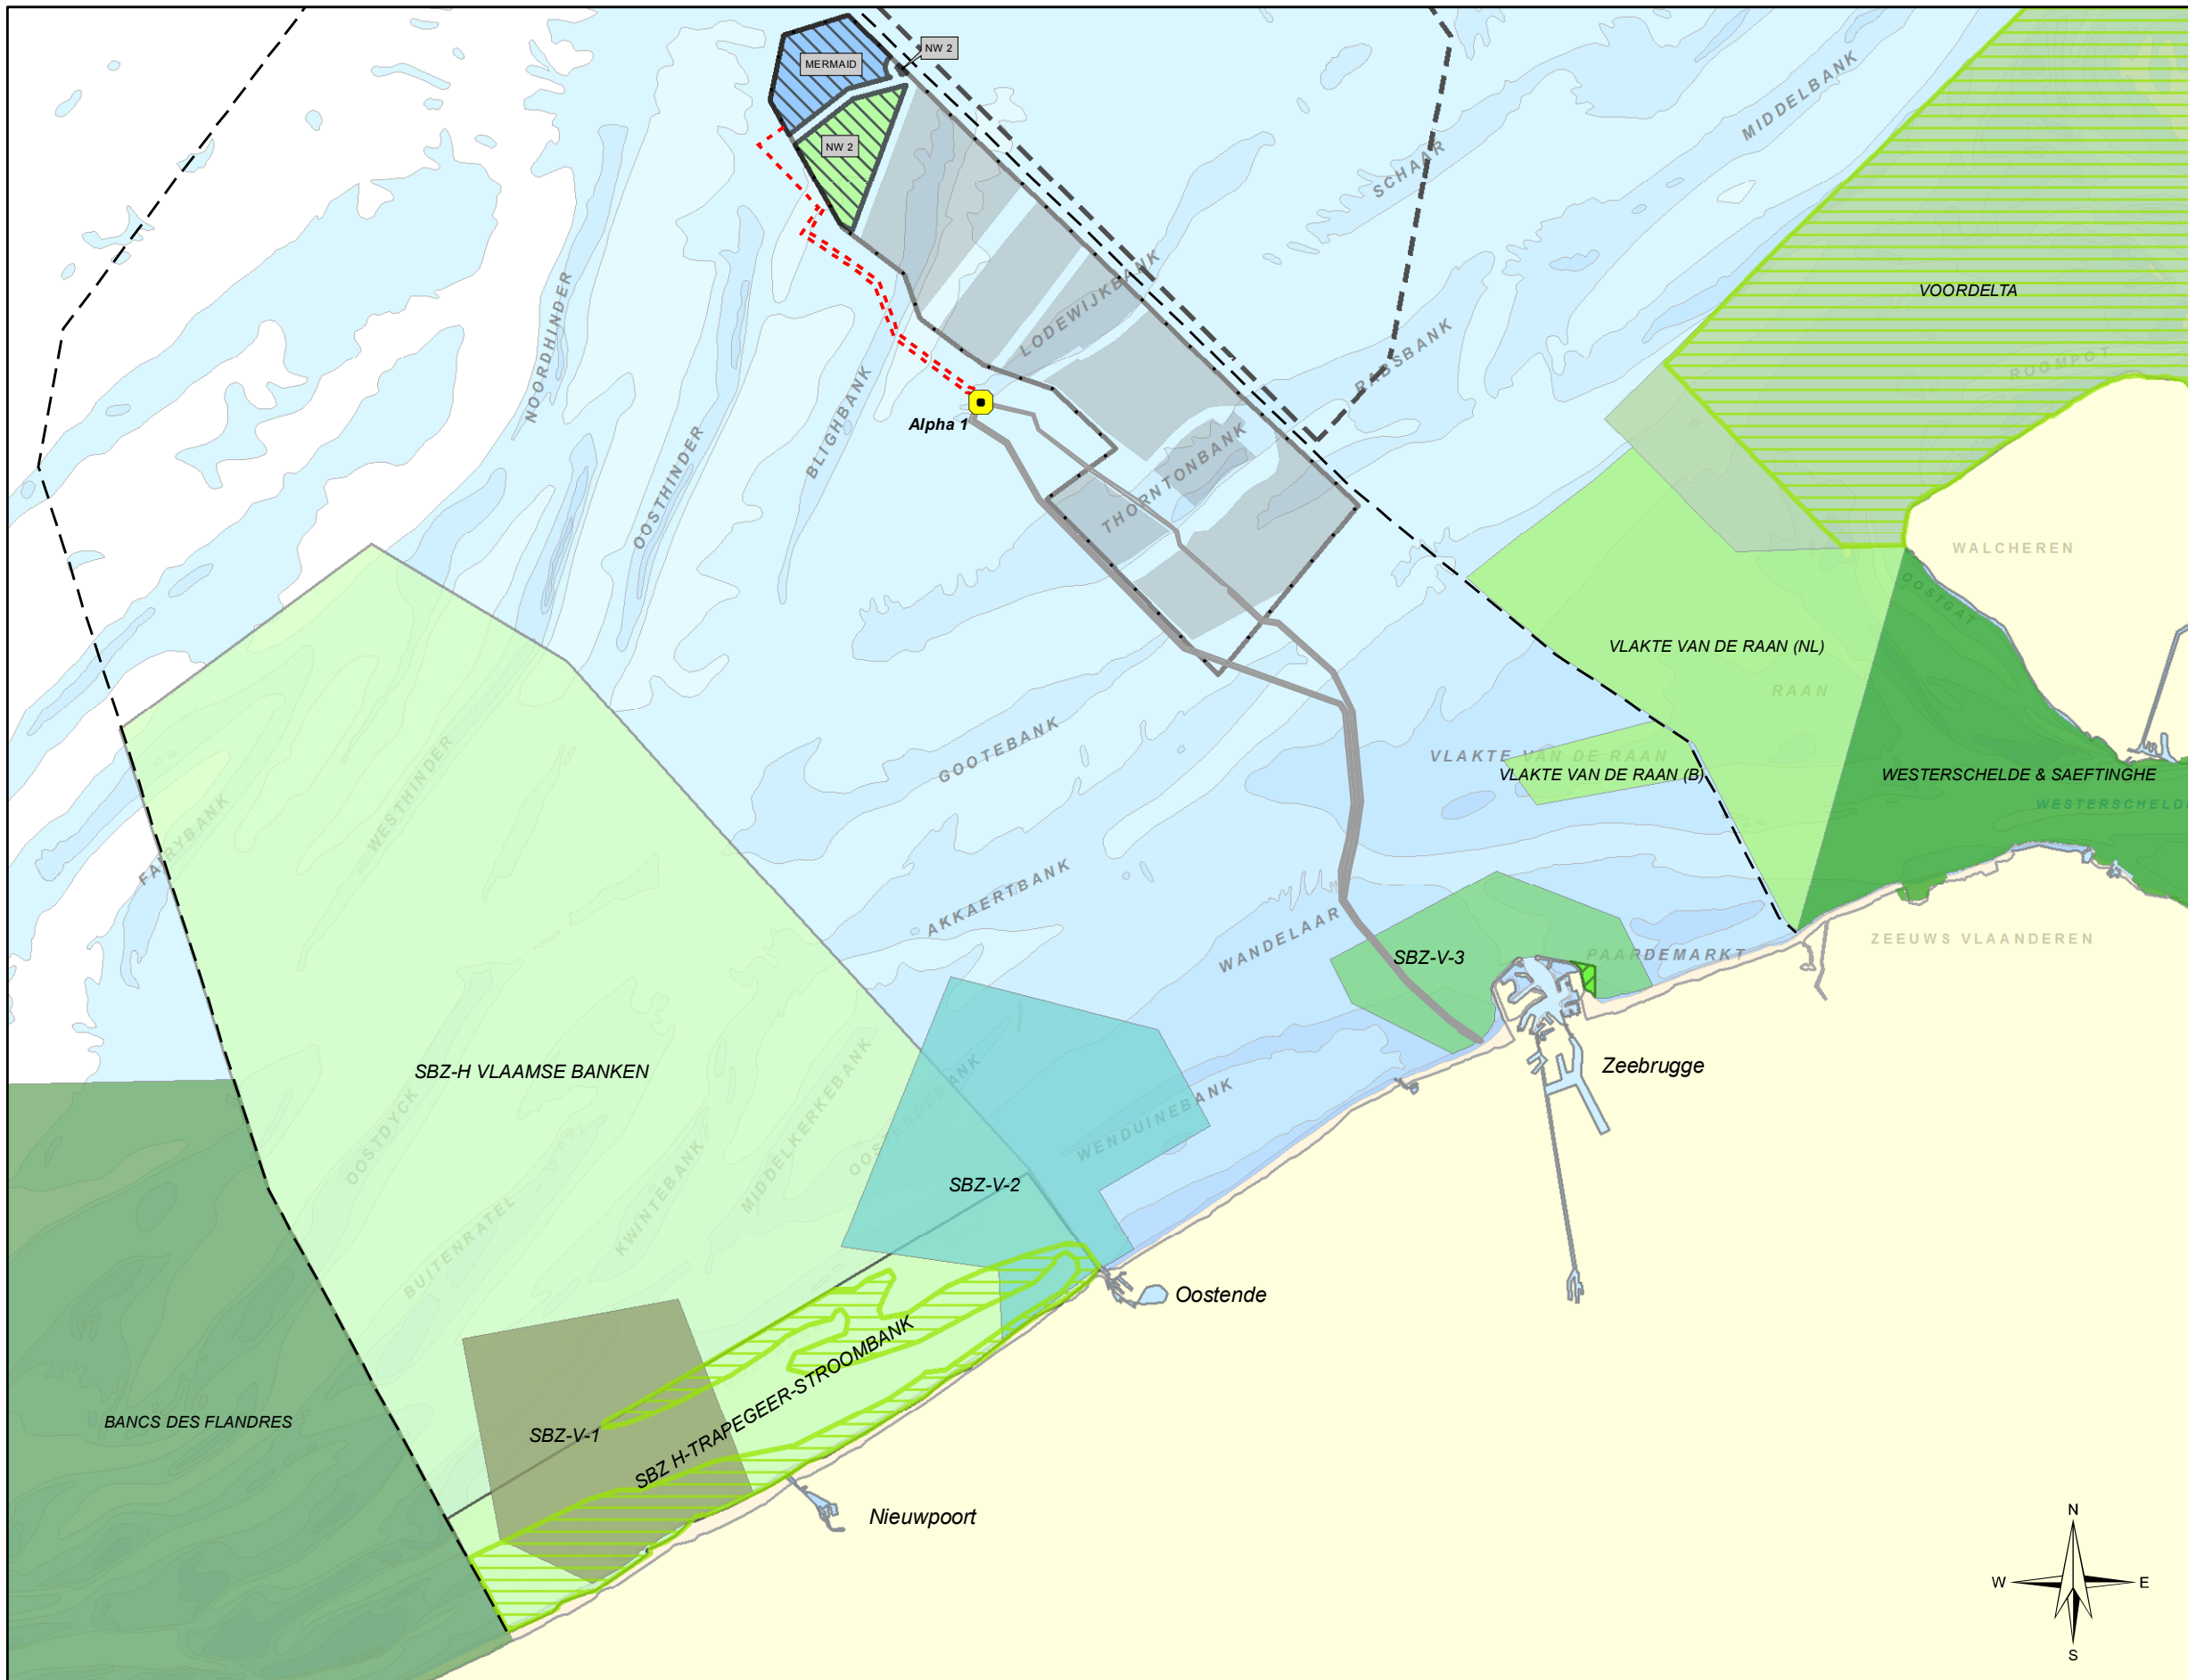 NW 2
MERMAID
NW 2
MIDDELBANK
SCHAAR
VOORDELTA
LODEWIJKBANK
NOORDHINDER
RABSBANK
ROOMPOT
BLIGHBANK
Alpha 1
OOSTHINDER
THORNTONBANK
WALCHEREN
OOSTGAT
VLAKTE VAN DE RAAN (NL)
RAAN
GOOTEBANK
VLAKTE VAN DE RAAN
VLAKTE VAN DE RAAN (B)
WESTERSCHELDE & SAEFTINGHE
WESTERSCHELD
WESTHINDER
FAIRYBANK
AKKAERTBANK
WANDELAAR
SBZ-V-3
PAARDEMARKT
ZEEUWS VLAANDEREN
SBZ-H VLAAMSE BANKEN
Zeebrugge
OOSTDYCK
MIDDELKERKEBANK
OOSTENDEBANK
WENDUINEBANK
SBZ-V-2
KWINTEBANK
BUITENRATEL
Oostende
BANCS DES FLANDRES
SBZ-V-1
SBZ H-TRAPEGEER-STROOMBANK
Nieuwpoort
N
W
E
S